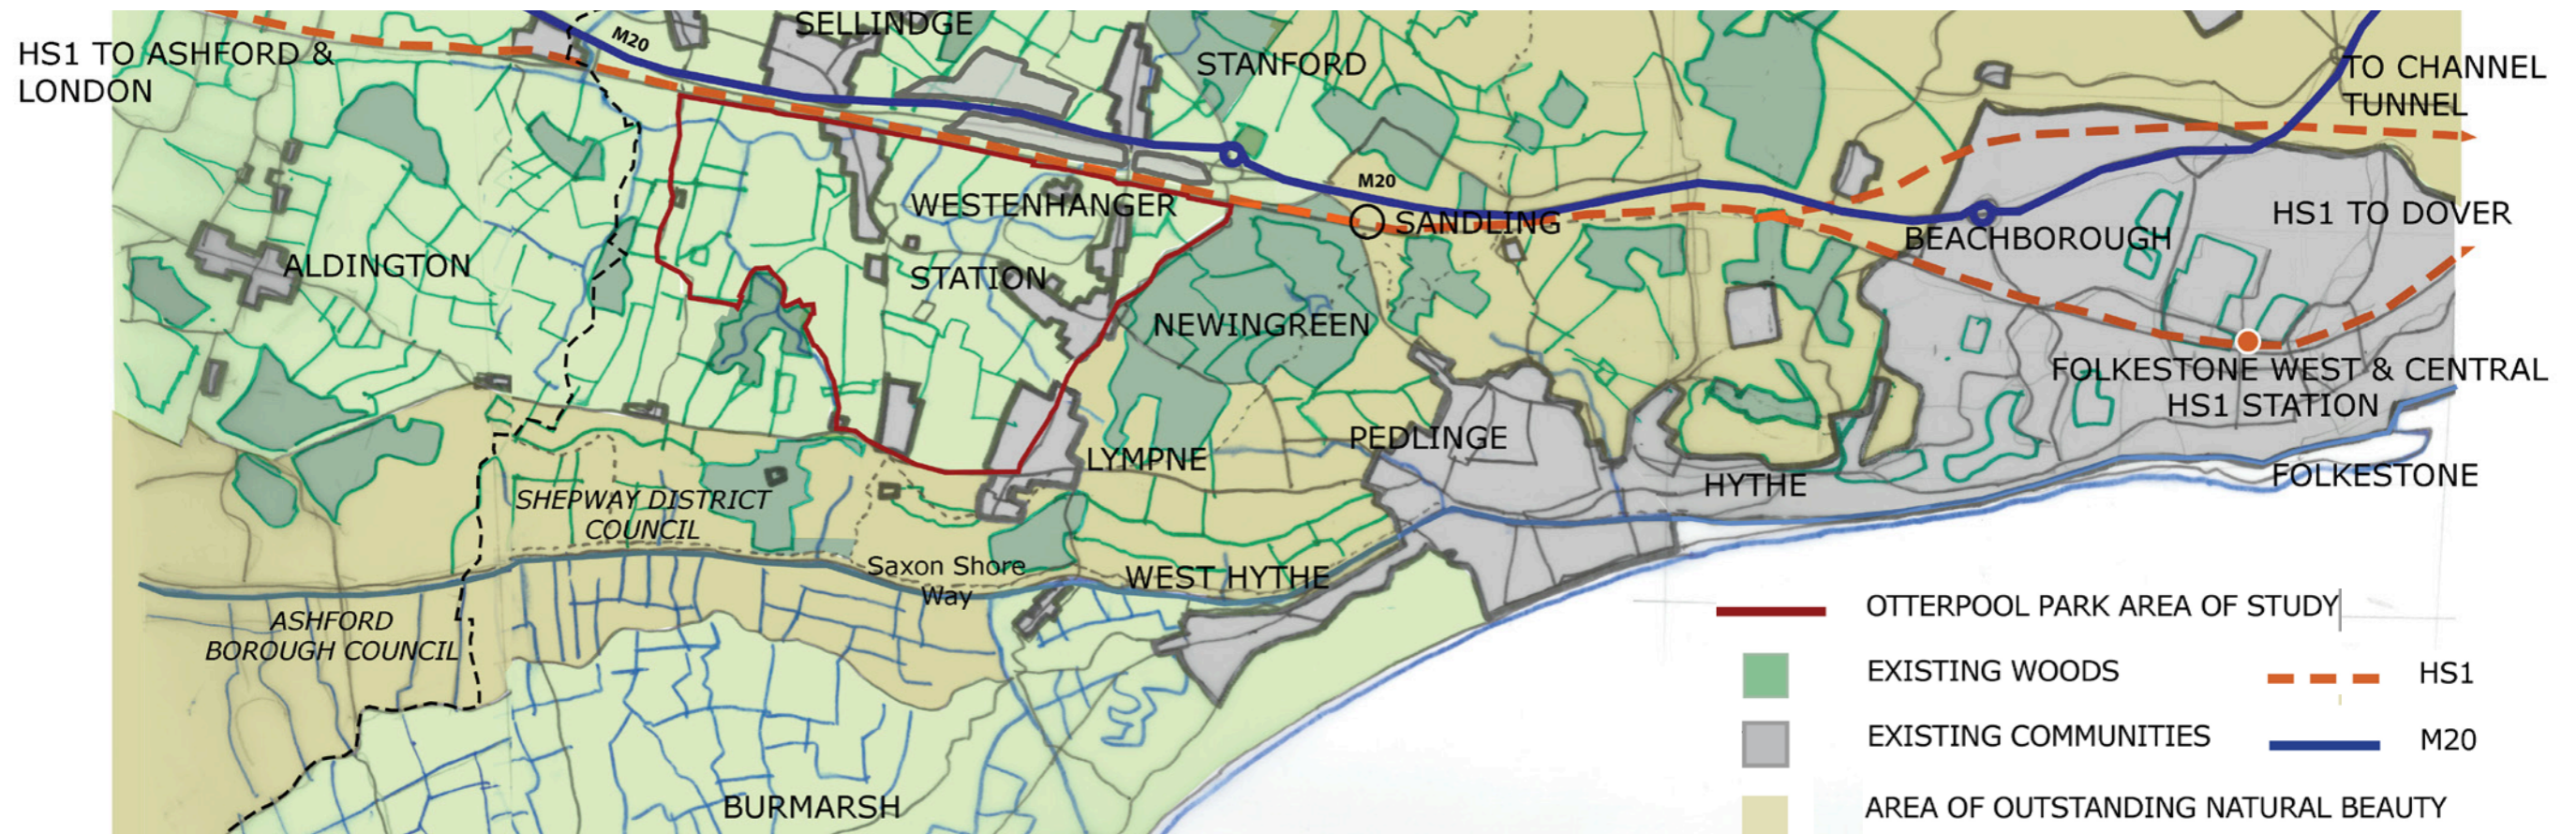 SELLINDGE
M20
HS1 TO ASHFORD &
LONDON
STANFORD
TO CHANNEL
TUNNEL
M20
WESTENHANGER
STATION
SANDLING
HS1 TO DOVER
BEACHBOROUGH
ALDINGTON
NEWINGREEN
FOLKESTONE WEST & CENTRAL
HS1 STATION
PEDLINGE
LYMPNE
HYTHE
FOLKESTONE
SHEPWAY DISTRICT
COUNCIL
Saxon Shore
Way
WEST HYTHE
ASHFORD
BOROUGH COUNCIL
BURMARSH
OTTERPOOL PARK AREA OF STUDY
EXISTING WOODS
HS1
EXISTING COMMUNITIES
M20
AREA OF OUTSTANDING NATURAL BEAUTY